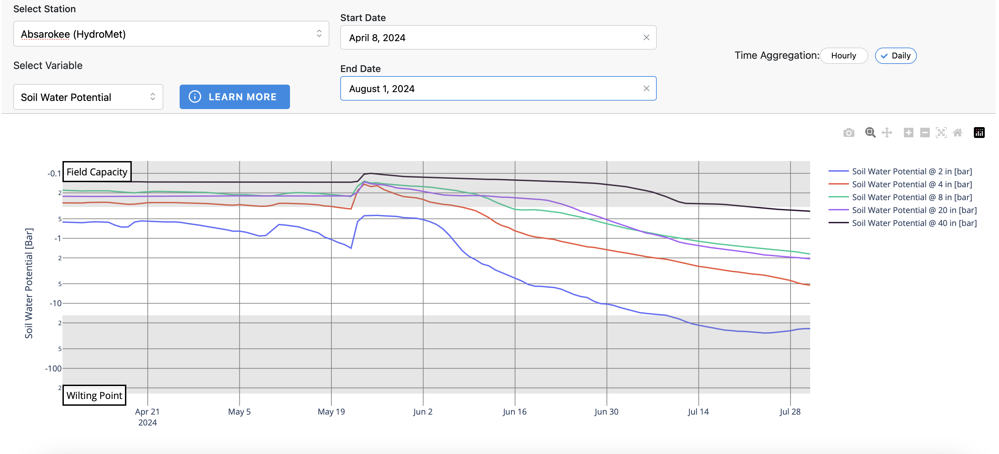 Select Station
Absarokee (HydroMet)
Select Variable
Soil Water Potential
LEARN MORE
Start Date
April 8, 2024
End Date
August 1, 2024
Time Aggregation:
Hourly
Daily
Field Capacity
Wilting Point
Soil Water Potential [Bar]
-0.1
2
5
-1
2
5
-10
2
5
-100
2
Apr 21
2024
May 5
May 19
Jun 2
Jun 16
Jun 30
Jul 14
Jul 28
Soil Water Potential @ 2 in [bar]
Soil Water Potential @ 4 in [bar]
Soil Water Potential @ 8 in [bar]
Soil Water Potential @ 20 in [bar]
Soil Water Potential @ 40 in [bar]